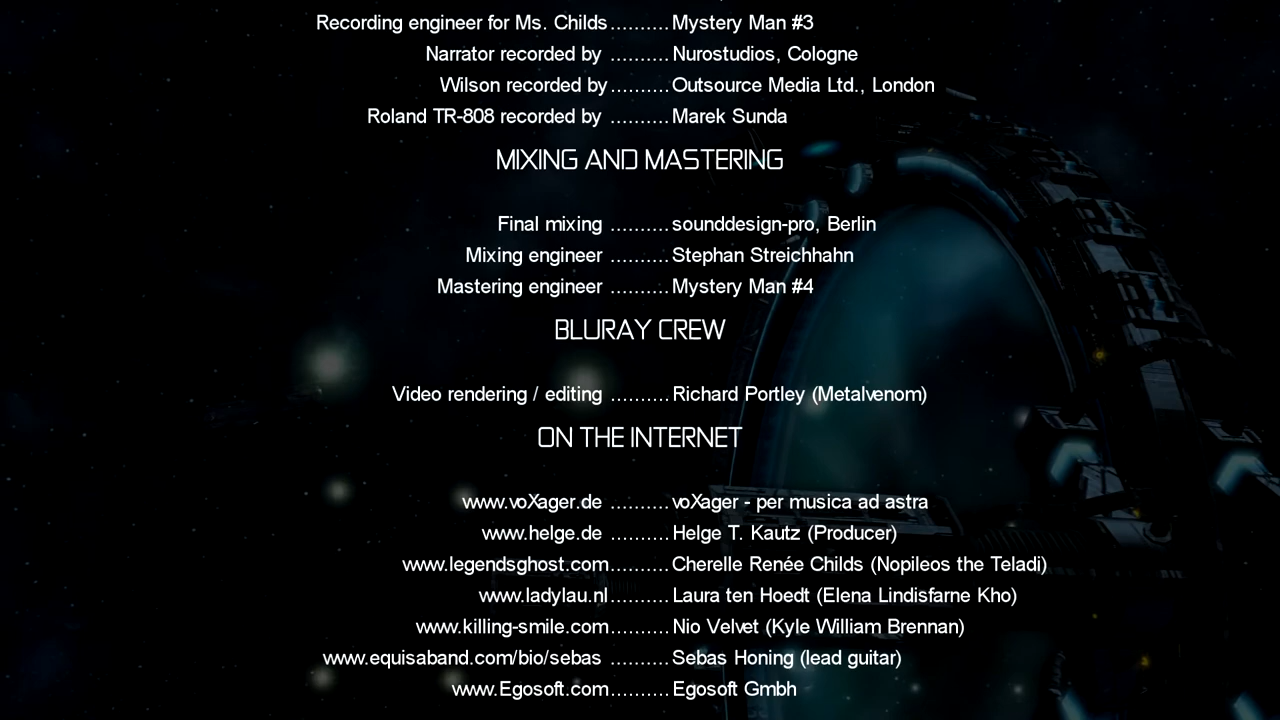 Recording engineer for Ms. Childs..........Mystery Man #3
Narrator recorded by ..........Nurostudios, Cologne
Wilson recorded by..........Outsource Media Ltd., London
Roland TR-808 recorded by ..........Marek Sunda
MIXING AND MASTERING
Final mixing ..........sounddesign-pro, Berlin
Mixing engineer ..........Stephan Streichhahn
Mastering engineer ..........Mystery Man #4
BLURAY CREW
Video rendering / editing ..........Richard Portley (Metalvenom)
ON THE INTERNET
www.voXager.de ..........voXager - per musica ad astra
www.helge.de ..........Helge T. Kautz (Producer)
www.legendsghost.com..........Cherelle Renée Childs (Nopileos the Teladi)
www.ladylau.nl..........Laura ten Hoedt (Elena Lindisfarne Kho)
www.killing-smile.com..........Nio Velvet (Kyle William Brennan)
www.equisaband.com/bio/sebas ..........Sebas Honing (lead guitar)
www.Egosoft.com..........Egosoft Gmbh